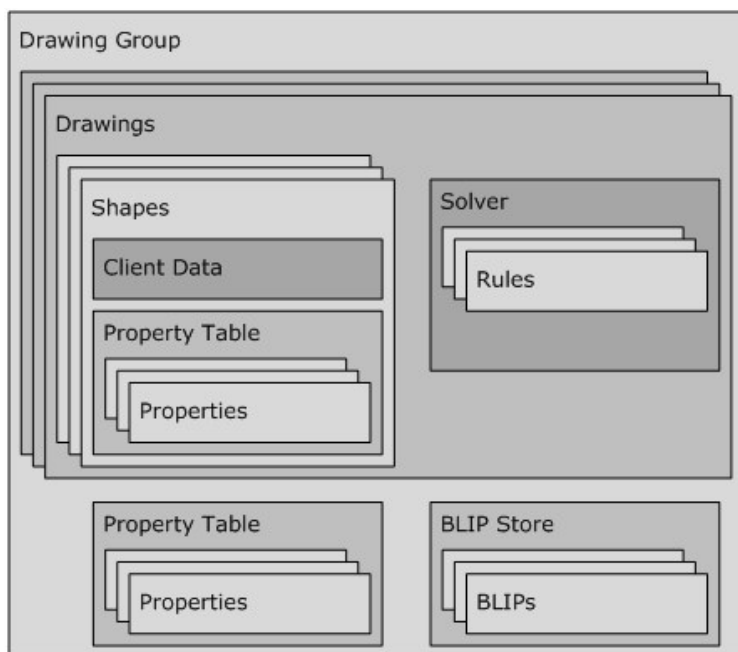 Drawing Group
Drawings
Shapes
Client Data
Property Table
Properties
Solver
Rules
Property Table
Properties
BLIP Store
BLIPs